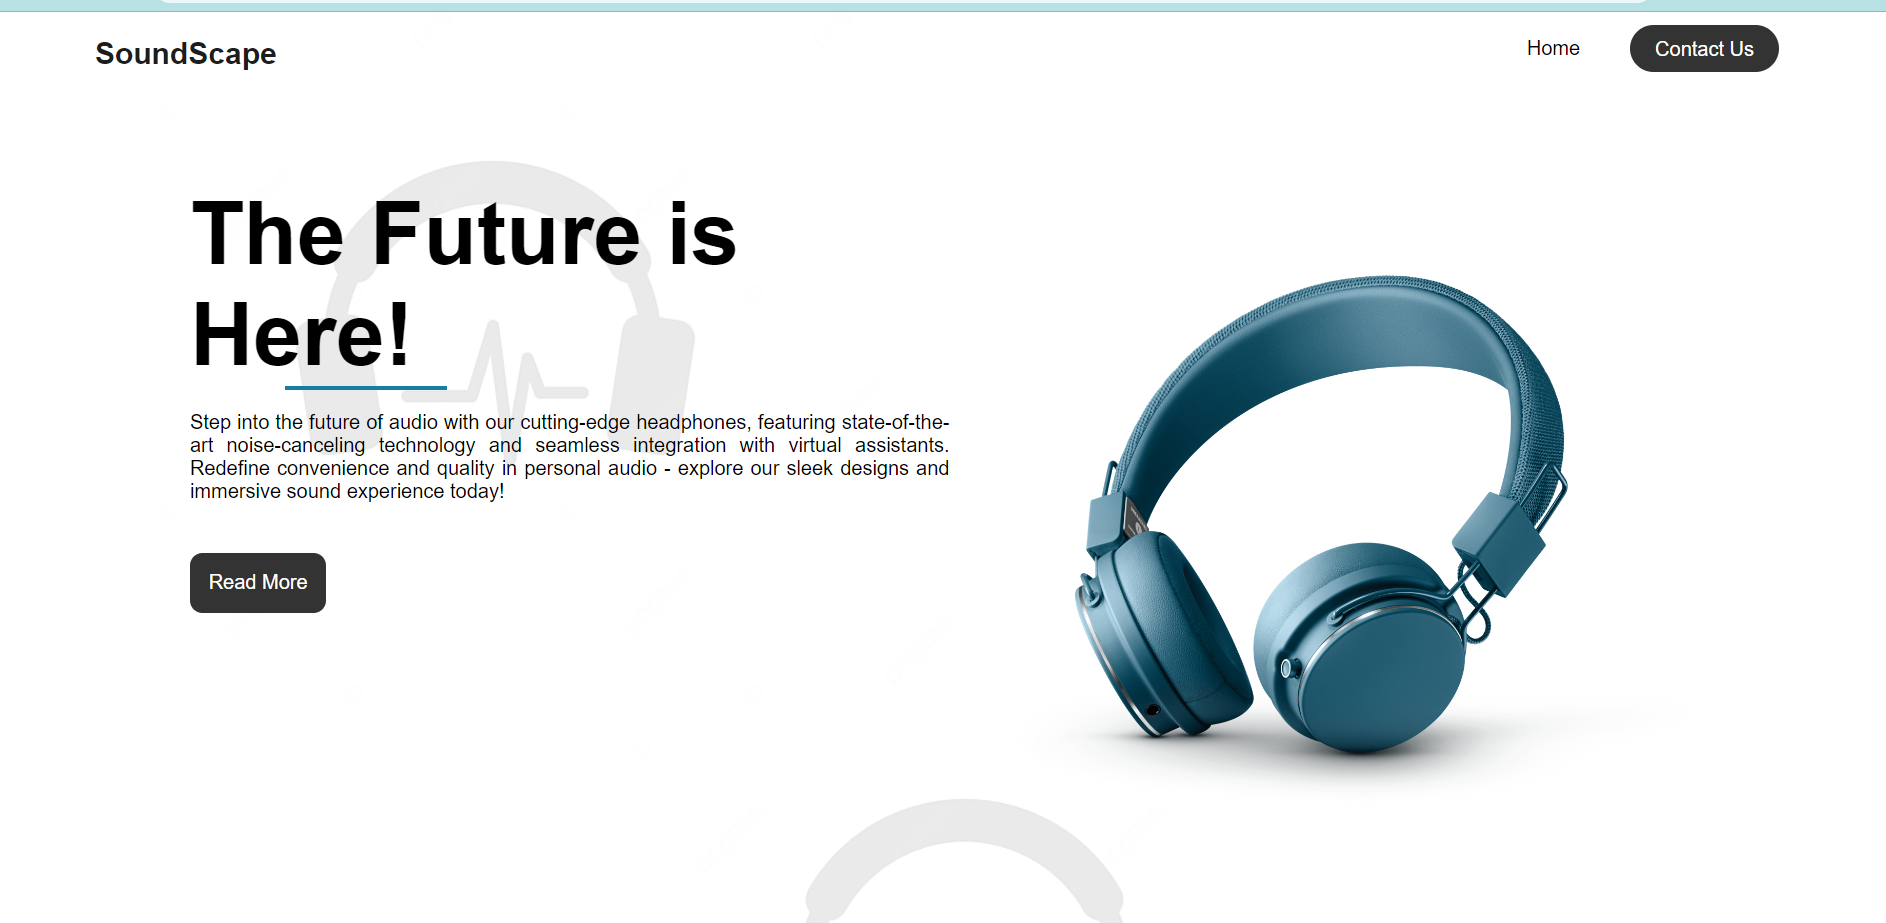 SoundScape
Home
Contact Us
The Future is
Here!
Step into the future of audio with our cutting-edge headphones, featuring state-of-the-
art noise-canceling technology and seamless integration with virtual assistants.
Redefine convenience and quality in personal audio - explore our sleek designs and
immersive sound experience today!
Read More